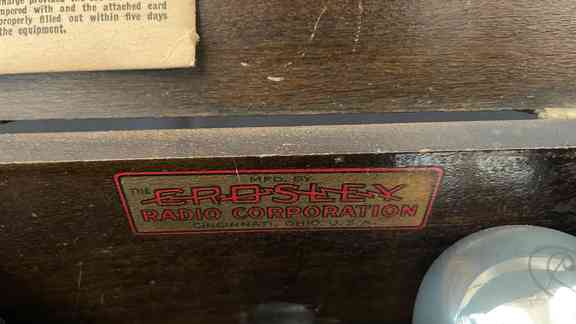 mpered with and the attached card
properly filled out within five days
the equipment.
MFD. BY
THE CROSLEY
RADIO CORPORATION
CINCINNATI, OHIO, U.S.A.